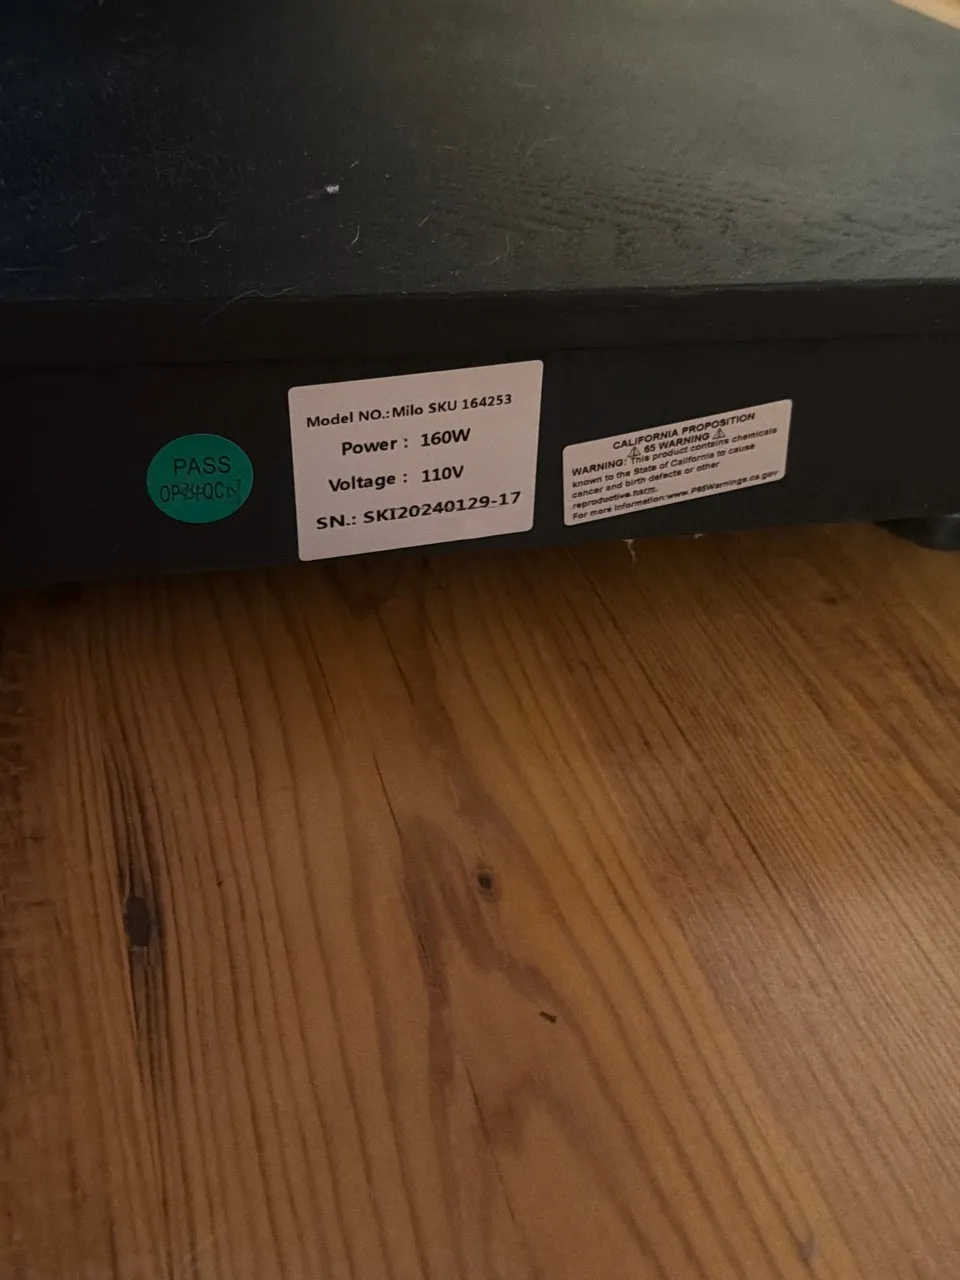 PASS
Model NO.:Milo SKU 164253
Power : 160W
Voltage : 110V
SN.: SKI20240129-17
CALIFORNIA PROPOSITION
⚠ 65 WARNING ⚠
WARNING: This product contains chemicals
known to the State of California to cause
cancer and birth defects or other
reproductive harm.
For more information:www.P65Warnings.ca.gov